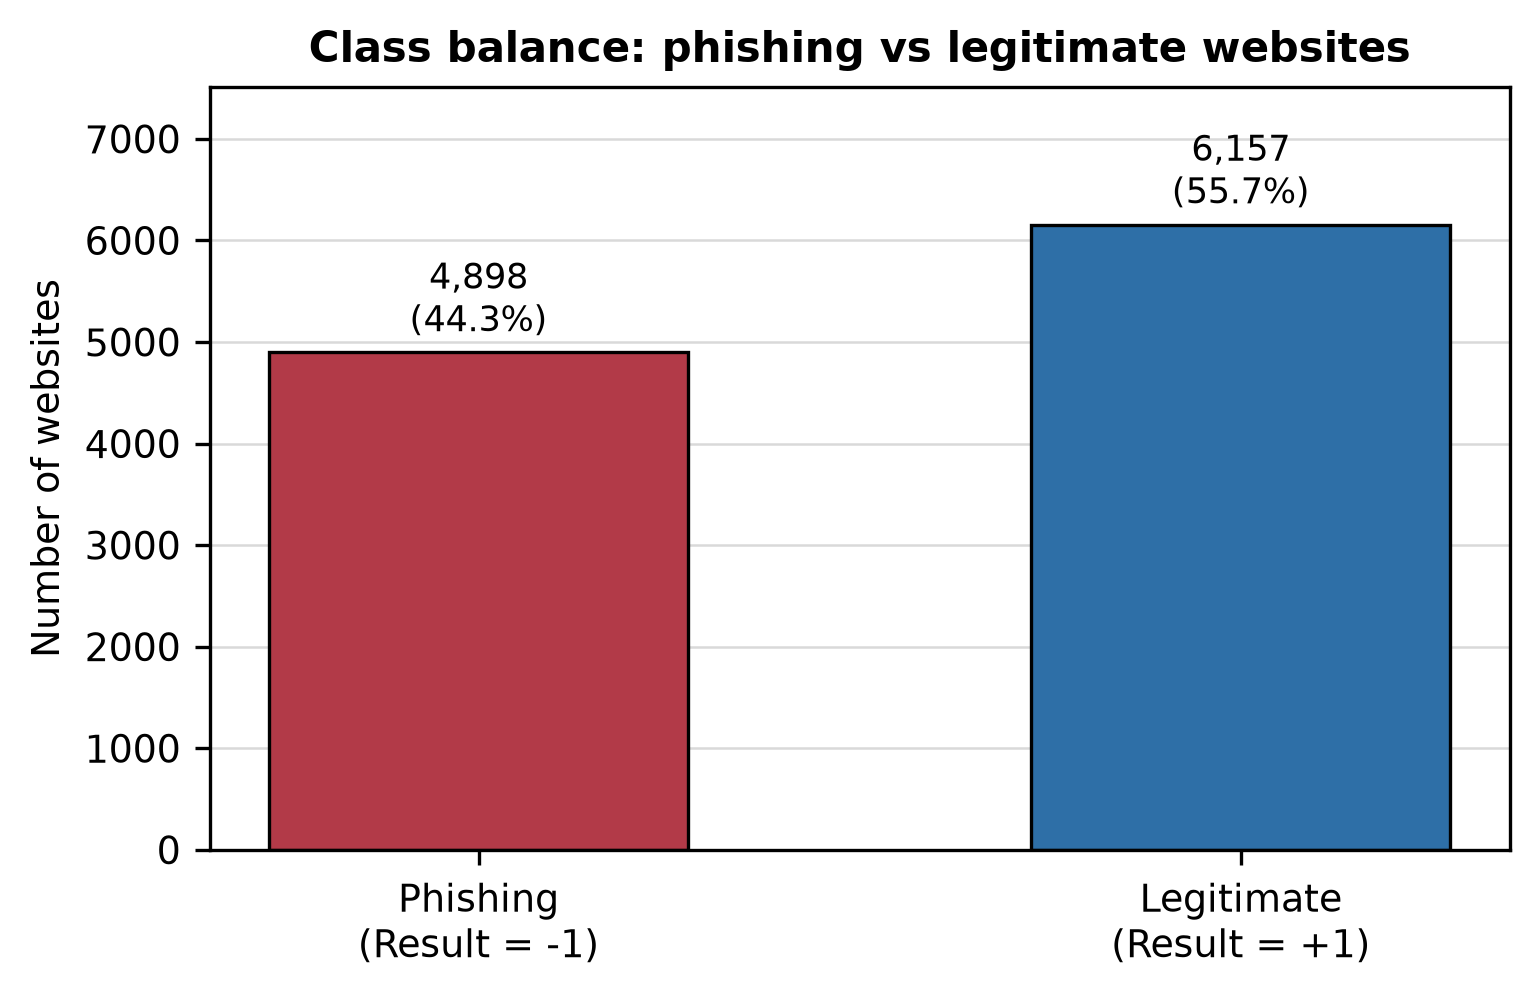 Class balance: phishing vs legitimate websites
Number of websites
7000
6000
5000
4000
3000
2000
1000
0
4,898
(44.3%)
6,157
(55.7%)
Phishing
(Result = -1)
Legitimate
(Result = +1)